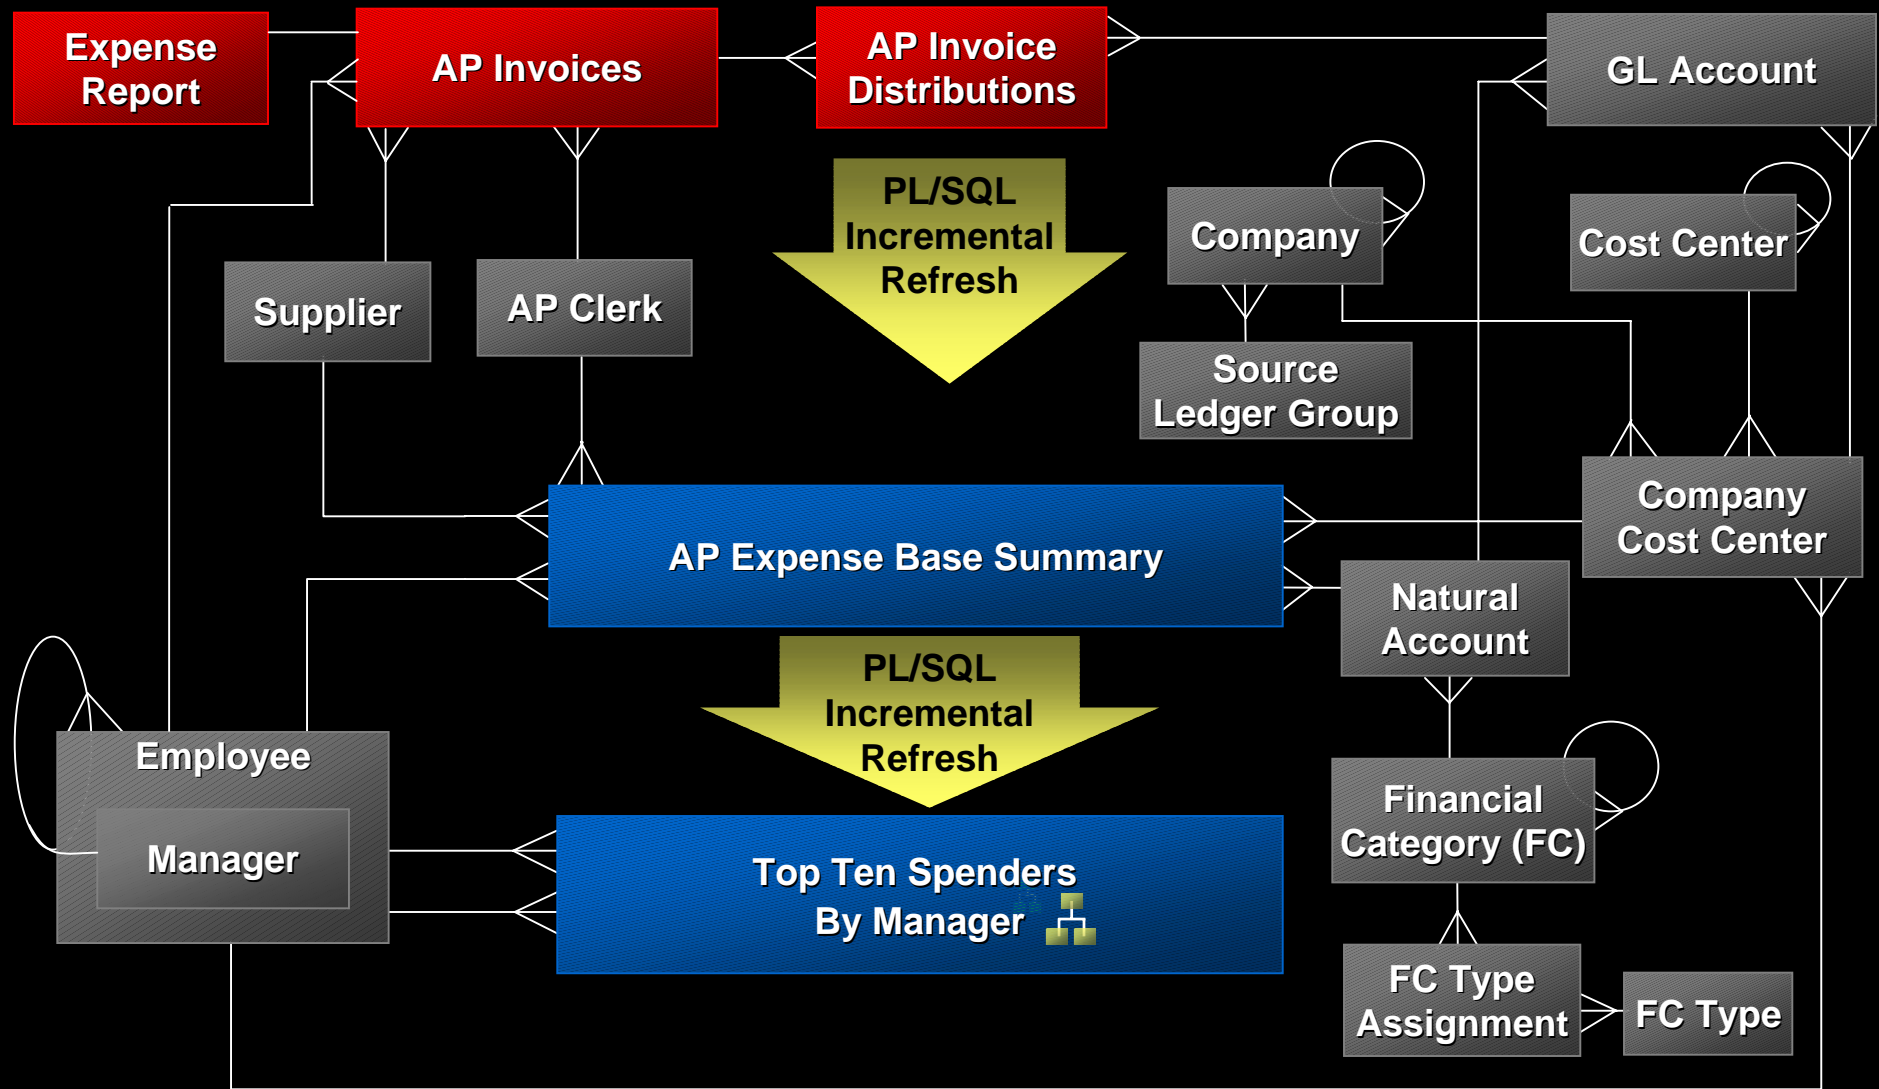 Expense
Report
AP Invoices
AP Invoice
Distributions
GL Account
PL/SQL
Incremental
Refresh
Company
Cost Center
Supplier
AP Clerk
Source
Ledger Group
Company
Cost Center
AP Expense Base Summary
Natural
Account
PL/SQL
Incremental
Refresh
Employee
Manager
Financial
Category (FC)
Top Ten Spenders
By Manager
FC Type
Assignment
FC Type